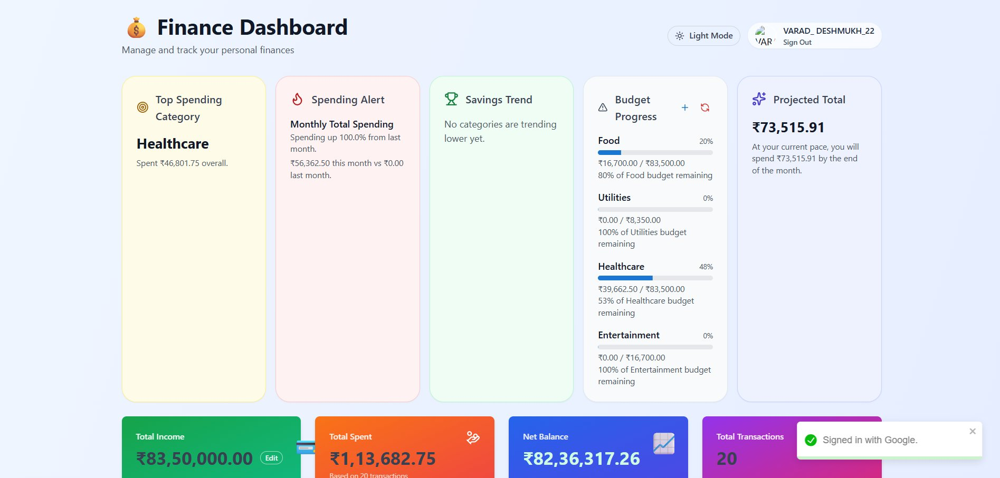 Finance Dashboard
Manage and track your personal finances
Light Mode
VAR
VARAD_ DESHMUKH_22
Sign Out
Top Spending
Category
Healthcare
Spent ₹46,801.75 overall.
Spending Alert
Monthly Total Spending
Spending up 100.0% from last
month.
₹56,362.50 this month vs ₹0.00
last month.
Savings Trend
No categories are trending
lower yet.
Budget
Progress
Food 20%
₹16,700.00 / ₹83,500.00
80% of Food budget remaining
Utilities 0%
₹0.00 / ₹8,350.00
100% of Utilities budget
remaining
Healthcare 48%
₹39,662.50 / ₹83,500.00
53% of Healthcare budget
remaining
Entertainment 0%
₹0.00 / ₹16,700.00
100% of Entertainment budget
remaining
Projected Total
₹73,515.91
At your current pace, you will
spend ₹73,515.91 by the end
of the month.
Total Income
₹83,50,000.00 Edit
Total Spent
₹1,13,682.75
Based on 20 transactions
Net Balance
₹82,36,317.26
Total Transactions
20
Signed in with Google.